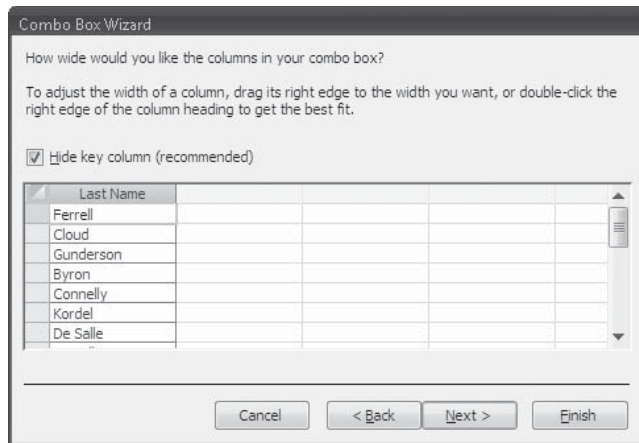 Combo Box Wizard
How wide would you like the columns in your combo box?
To adjust the width of a column, drag its right edge to the width you want, or double-click the
right edge of the column heading to get the best fit.
Hide key column (recommended)
Last Name
Ferrell
Cloud
Gunderson
Byron
Connelly
Kordel
De Salle
Cancel
< Back
Next >
Finish